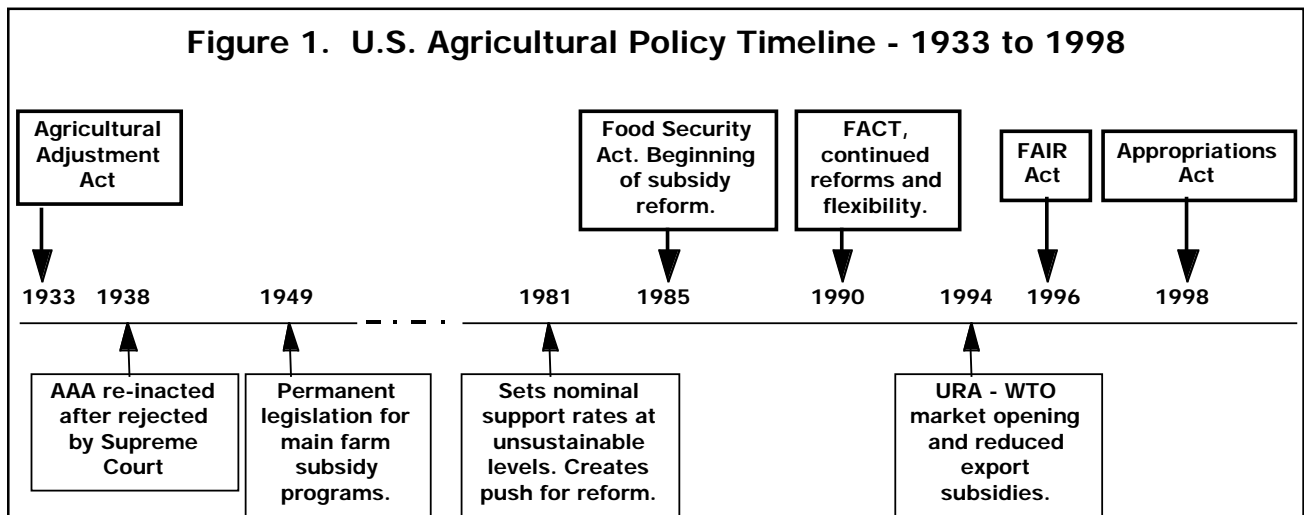 Figure 1. U.S. Agricultural Policy Timeline - 1933 to 1998
Agricultural
Adjustment
Act
Food Security
Act. Beginning
of subsidy
reform.
FACT,
continued
reforms and
flexibility.
FAIR
Act
Appropriations
Act
1933 1938 1949 1981 1985 1990 1994 1996 1998
AAA re-inacted
after rejected
by Supreme
Court
Permanent
legislation for
main farm
subsidy
programs.
Sets nominal
support rates at
unsustainable
levels. Creates
push for reform.
URA - WTO
market opening
and reduced
export
subsidies.